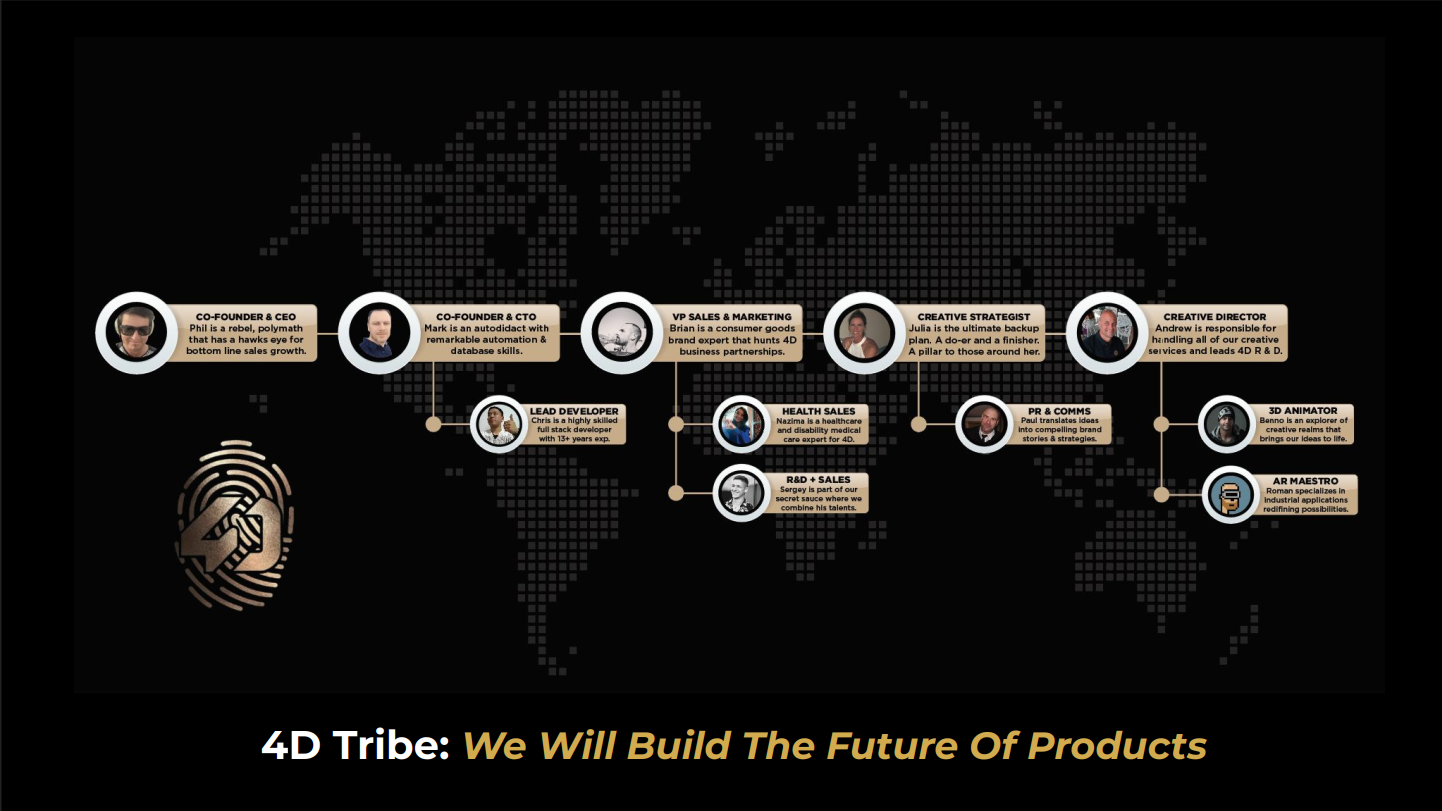 CO-FOUNDER & CEO
Phil is a rebel, polymath
that has a hawks eye for
bottom line sales growth.
CO-FOUNDER & CTO
Mark is an autodidact with
remarkable automation &
database skills.
VP SALES & MARKETING
Brian is a consumer goods
brand expert that hunts 4D
business partnerships.
CREATIVE STRATEGIST
Julia is the ultimate backup
plan. A do-er and a finisher.
A pillar to those around her.
CREATIVE DIRECTOR
Andrew is responsible for
handling all of our creative
services and leads 4D R & D.
LEAD DEVELOPER
Chris is a highly skilled
full stack developer
with 13+ years exp.
HEALTH SALES
Nazima is a healthcare
and disability medical
care expert for 4D.
PR & COMMS
Paul translates ideas
into compelling brand
stories & strategies.
3D ANIMATOR
Benno is an explorer of
creative realms that
brings our ideas to life.
R&D + SALES
Sergey is part of our
secret sauce where we
combine his talents.
AR MAESTRO
Roman specializes in
industrial applications
redifining possibilities.
4D
4D Tribe: We Will Build The Future Of Products